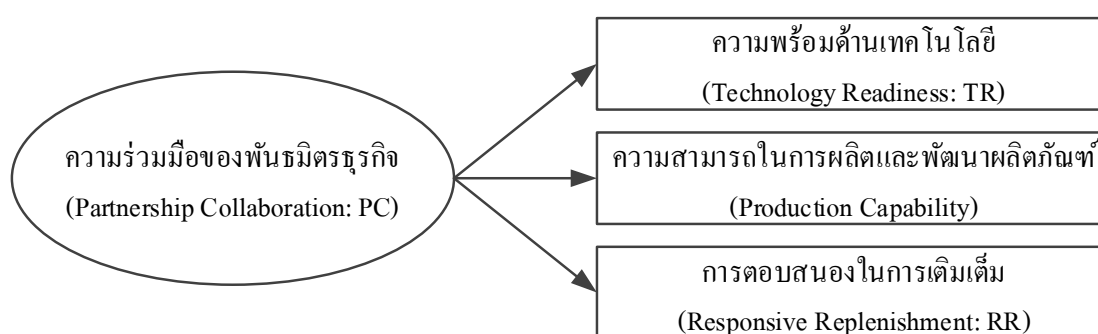 ความพร้อมด้านเทคโนโลยี
(Technology Readiness: TR)
ความร่วมมือของพันธมิตรธุรกิจ
(Partnership Collaboration: PC)
ความสามารถในการผลิตและพัฒนาผลิตภัณฑ์
(Production Capability)
การตอบสนองในการเติมเต็ม
(Responsive Replenishment: RR)